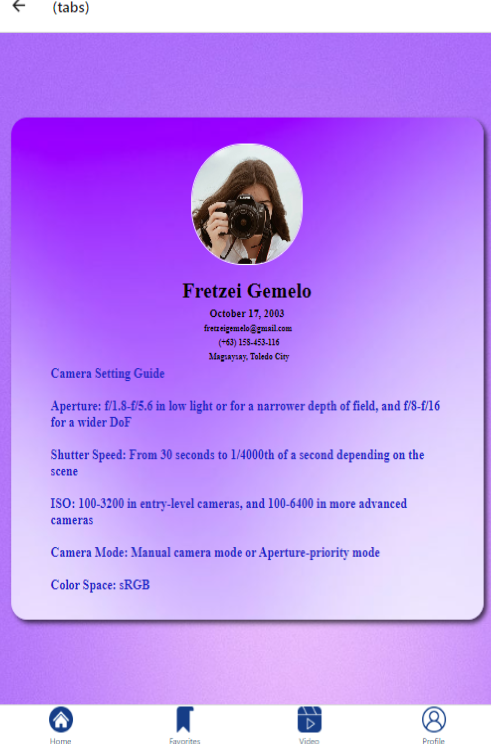 (tabs)
Fretzei Gemelo
October 17, 2003
fretzeigemelo@gmail.com
(+63) 158-453-116
Magsaysay, Toledo City
Camera Setting Guide
Aperture: f/1.8-f/5.6 in low light or for a narrower depth of field, and f/8-f/16
for a wider DoF
Shutter Speed: From 30 seconds to 1/4000th of a second depending on the
scene
ISO: 100-3200 in entry-level cameras, and 100-6400 in more advanced
cameras
Camera Mode: Manual camera mode or Aperture-priority mode
Color Space: sRGB
Home
Favorites
Video
Profile